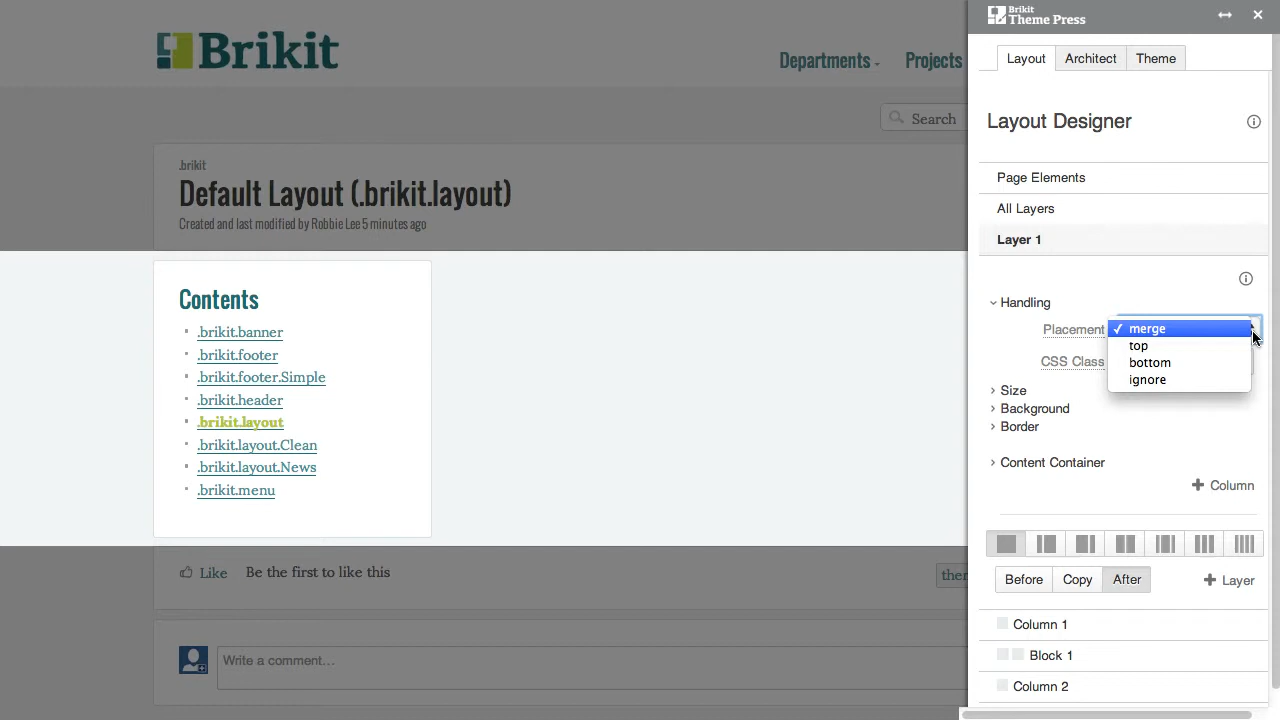 Brikit
Departments
Projects
Search
.brikit
Default Layout (.brikit.layout)
Created and last modified by Robbie Lee 5 minutes ago
Contents
.brikit.banner
.brikit.footer
.brikit.footer.Simple
.brikit.header
.brikit.layout
.brikit.layout.Clean
.brikit.layout.News
.brikit.menu
Like Be the first to like this
Write a comment…
Brikit
Theme Press
Layout Architect Theme
Layout Designer
Page Elements
All Layers
Layer 1
Handling
Placement
merge
top
bottom
ignore
CSS Class
Size
Background
Border
Content Container
+ Column
Before Copy After + Layer
Column 1
Block 1
Column 2